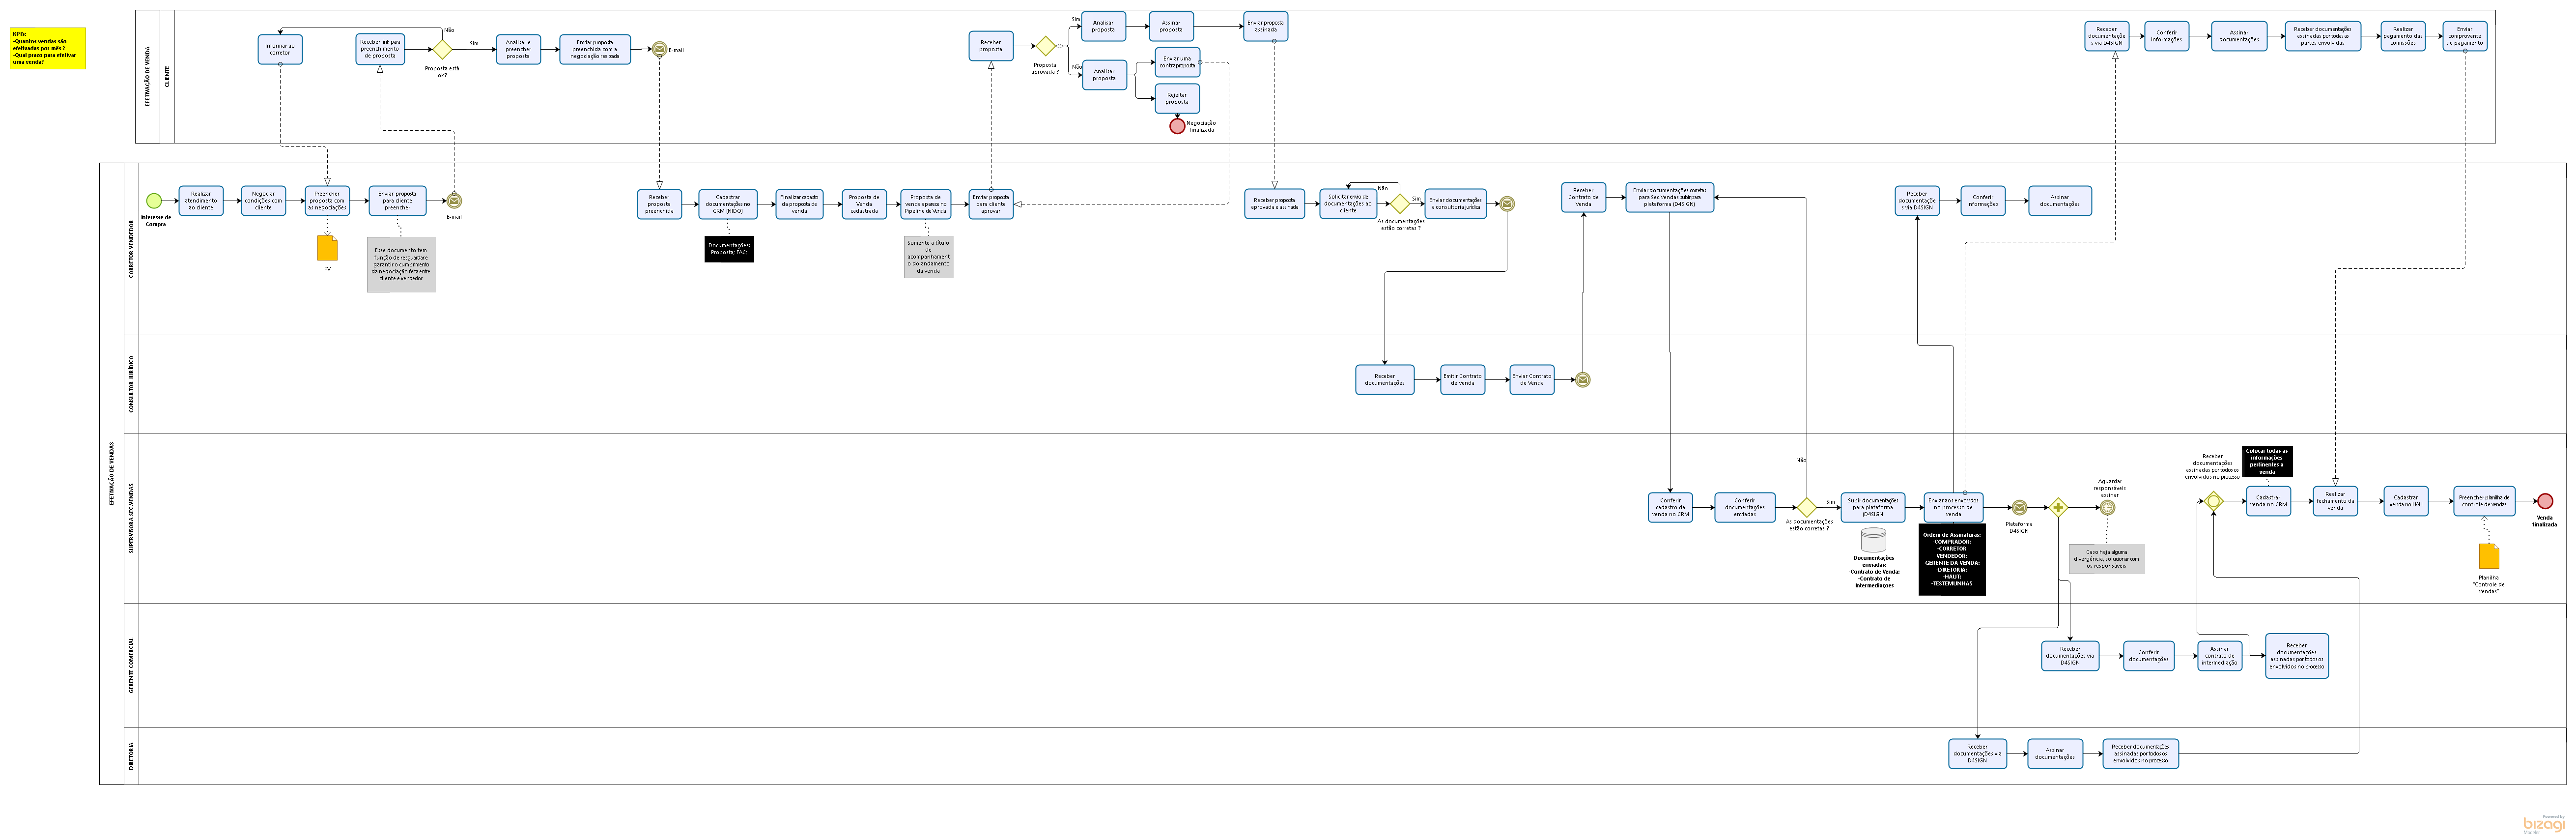 KPI's:
-Quantos vendas são
efetivadas por mês ?
-Qual prazo para efetivar
uma venda?
EFETIVAÇÃO DE VENDA
CLIENTE
Informar ao
corretor
Receber link para
preenchimento
de proposta
Não
Sim
Proposta está
ok?
Analisar e
preencher
proposta
Enviar proposta
preenchida com a
negociação realizada
E-mail
Receber
proposta
Proposta
aprovada ?
Sim
Não
Analisar
proposta
Assinar
proposta
Enviar proposta
assinada
Analisar
proposta
Enviar uma
contraproposta
Rejeitar
proposta
Negociação
finalizada
Receber
documentaçõe
s via D4SIGN
Conferir
informações
Assinar
documentações
Receber documentações
assinadas por todas as
partes envolvidas
Realizar
pagamento das
comissões
Enviar
comprovante
de pagamento
EFETIVAÇÃO DE VENDAS
CORRETOR VENDEDOR
Interesse de
Compra
Realizar
atendimento
ao cliente
Negociar
condições com
cliente
Preencher
proposta com
as negociações
PV
Enviar proposta
para cliente
preencher
Esse documento tem
função de resguardar e
garantir o cumprimento
da negociação feita entre
cliente e vendedor
E-mail
Receber
proposta
preenchida
Cadastrar
documentações no
CRM (NIDO)
Documentações:
Proposta; FAC;
Finalizar cadasto
da proposta de
venda
Proposta de
Venda
cadastrada
Proposta de
venda aparece no
Pipeline de Venda
Somente a título
de
acompanhament
o do andamento
da venda
Enviar proposta
para cliente
aprovar
Receber proposta
aprovada e assinada
Solicitar envio de
documentações ao
cliente
Não
Sim
As documentações
estão corretas ?
Enviar documentações
a consultoria jurídica
Receber
Contrato de
Venda
Enviar documentações corretas
para Sec.Vendas subir para
plataforma (D4SIGN)
Receber
documentaçõe
s via D4SIGN
Conferir
informações
Assinar
documentações
CONSULTOR JURÍDICO
Receber
documentações
Emitir Contrato
de Venda
Enviar Contrato
de Venda
SUPERVISORA SEC.VENDAS
Conferir
cadastro da
venda no CRM
Conferir
documentações
enviadas
Não
Sim
As documentações
estão corretas ?
Subir documentações
para plataforma
(D4SIGN
Documentações
enviadas:
-Contrato de Venda;
-Contrato de
Intermediaçoes
Enviar aos envolvidos
no processo de
venda
Ordem de Assinaturas:
-COMPRADOR;
-CORRETOR
VENDEDOR;
-GERENTE DA VENDA;
-DIRETORIA;
-HAUT;
-TESTEMUNHAS
Plataforma
D4SIGN
Aguardar
responsáveis
assinar
Caso haja alguma
divergência, solucionar com
os responsáveis
Receber
documentações
assinadas por todos os
envolvidos no processo
Colocar todas as
informações
pertinentes a
venda
Cadastrar
venda no CRM
Realizar
fechamento da
venda
Cadastrar
venda no UAU
Preencher planilha de
controle de vendas
Planilha
"Controle de
Vendas"
Venda
finalizada
GERENTE COMERCIAL
Receber
documentações via
D4SIGN
Conferir
documentações
Assinar
contrato de
intermediação
Receber
documentações
assinadas por todos os
envolvidos no processo
DIRETORIA
Receber
documentações via
D4SIGN
Assinar
documentações
Receber documentações
assinadas por todos os
envolvidos no processo
Powered by
bizagi
Modeler